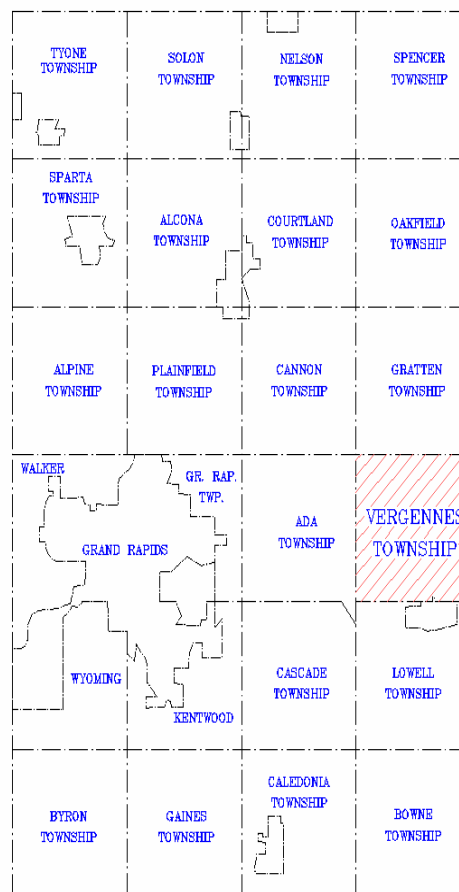 TYONE
TOWNSHIP
SOLON
TOWNSHIP
NELSON
TOWNSHIP
SPENCER
TOWNSHIP
SPARTA
TOWNSHIP
ALCONA
TOWNSHIP
COURTLAND
TOWNSHIP
OAKFIELD
TOWNSHIP
ALPINE
TOWNSHIP
PLAINFIELD
TOWNSHIP
CANNON
TOWNSHIP
GRATTEN
TOWNSHIP
WALKER
GR. RAP.
TWP.
GRAND RAPIDS
ADA
TOWNSHIP
VERGENNES
TOWNSHIP
WYOMING
KENTWOOD
CASCADE
TOWNSHIP
LOWELL
TOWNSHIP
BYRON
TOWNSHIP
GAINES
TOWNSHIP
CALEDONIA
TOWNSHIP
BOWNE
TOWNSHIP